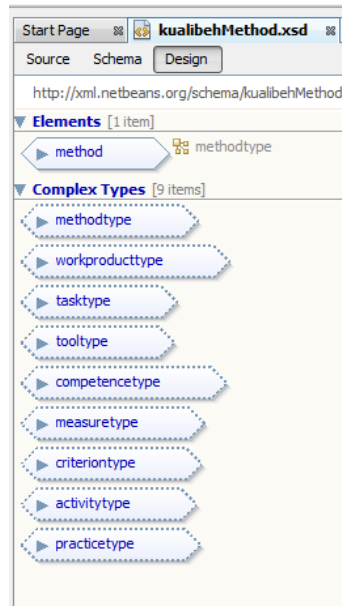 Start Page kualibehMethod.xsd
Source Schema Design
http://xml.netbeans.org/schema/kualibehMethod
Elements [1 item]
method methodtype
Complex Types [9 items]
methodtype
workproducttype
tasktype
tooltype
competencetype
measuretype
criteriontype
activitytype
practicetype